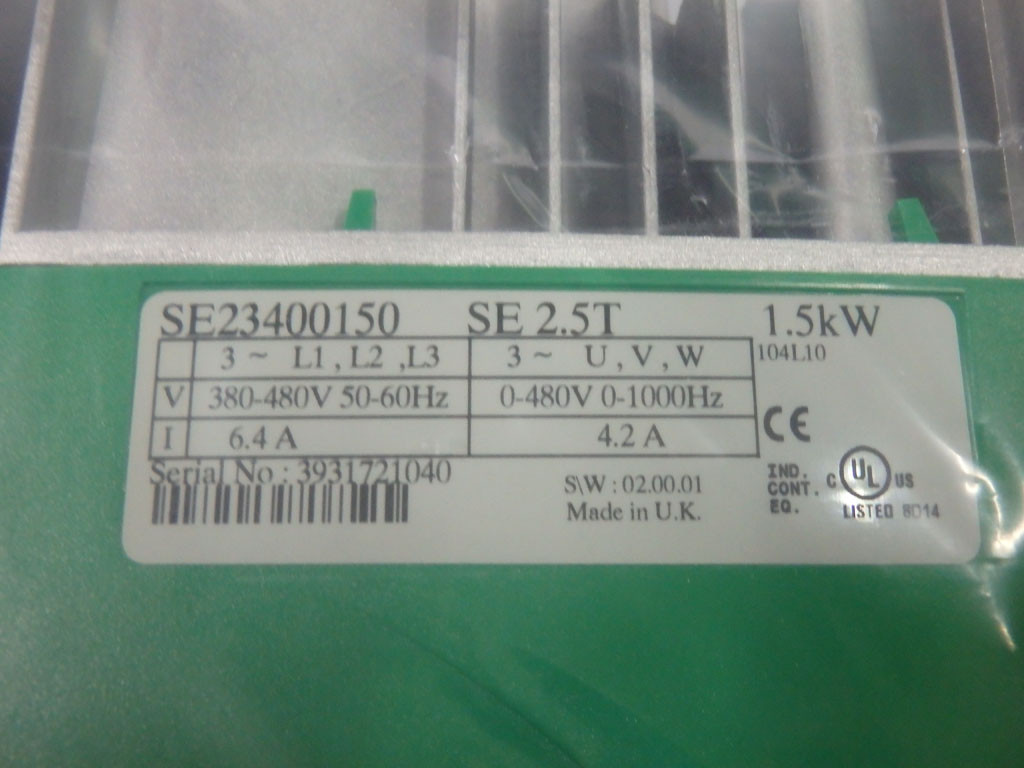 SE23400150 SE 2.5T 1.5kW
3 ~ L1 , L2 ,L3 3 ~ U , V , W 104L10
V 380-480V 50-60Hz 0-480V 0-1000Hz
I 6.4 A 4.2 A CE
Serial No : 3931721040
S\W : 02.00.01
Made in U.K.
IND.
CONT.
EQ.
C UL US
LISTED 8D14